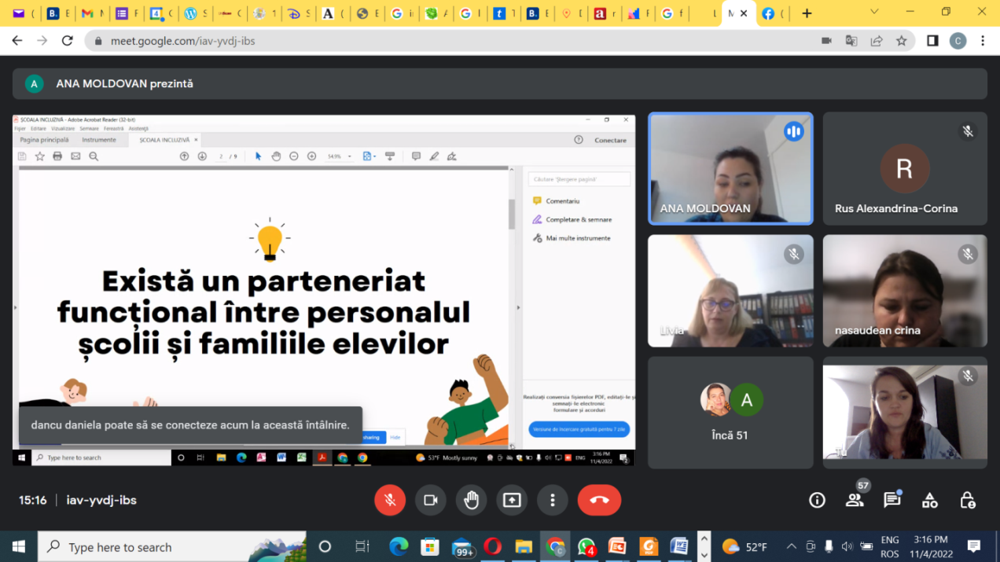 meet.google.com/iav-yvdj-ibs
A ANA MOLDOVAN prezintă
ȘCOALA INCLUZIVĂ - Adobe Acrobat Reader (32-bit)
Fișier Editare Vizualizare Semnare Fereastră Asistență
Pagina principală Instrumente ȘCOALA INCLUZIVĂ × Conectare
2 / 9 54.9%
Căutare 'Ștergere pagină'
Comentariu
Completare & semnare
Mai multe instrumente
Există un parteneriat
funcțional între personalul
școlii și familiile elevilor
Realizați conversia fișierelor PDF, editați-le și
semnați-le electronic
formulare și acorduri
Versiune de încercare gratuită pentru 7 zile
dancu daniela poate să se conecteze acum la această întâlnire.
sharing Hide
Type here to search
53°F Mostly sunny
ENG
3:16 PM
11/4/2022
ANA MOLDOVAN
R
Rus Alexandrina-Corina
Livia
nasaudean crina
A
Încă 51
Tu
15:16 | iav-yvdj-ibs
57
Type here to search
99+
4
52°F
ENG
ROS
3:16 PM
11/4/2022